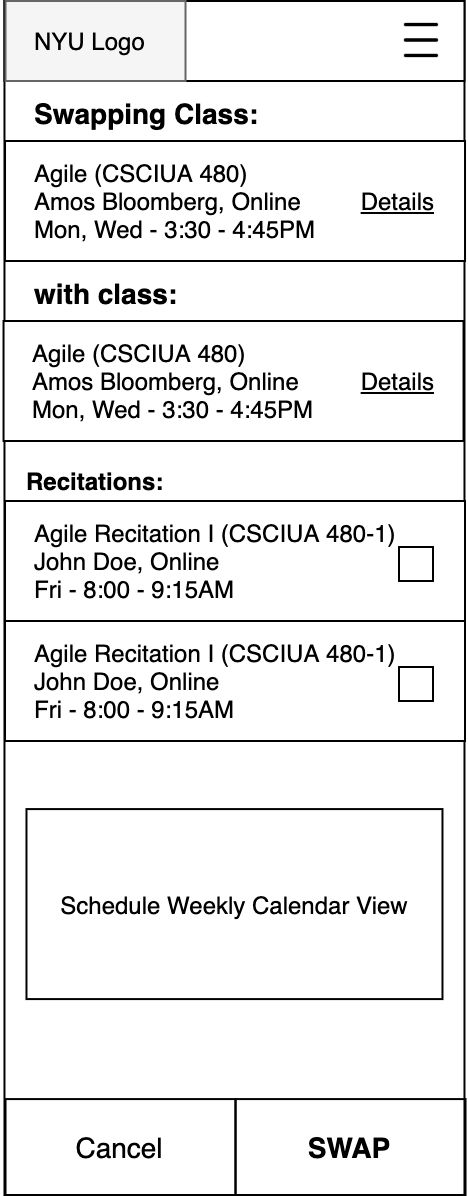 NYU Logo
Swapping Class:
Agile (CSCIUA 480)
Amos Bloomberg, Online
Details
Mon, Wed - 3:30 - 4:45PM
with class:
Agile (CSCIUA 480)
Amos Bloomberg, Online
Details
Mon, Wed - 3:30 - 4:45PM
Recitations:
Agile Recitation I (CSCIUA 480-1)
John Doe, Online
Fri - 8:00 - 9:15AM
Agile Recitation I (CSCIUA 480-1)
John Doe, Online
Fri - 8:00 - 9:15AM
Schedule Weekly Calendar View
Cancel
SWAP